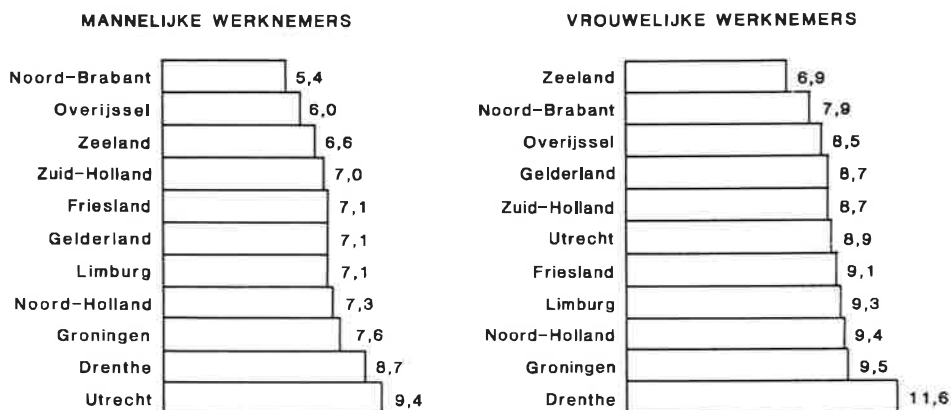 MANNELIJKE WERKNEMERS
Noord-Brabant 5,4
Overijssel 6,0
Zeeland 6,6
Zuid-Holland 7,0
Friesland 7,1
Gelderland 7,1
Limburg 7,1
Noord-Holland 7,3
Groningen 7,6
Drenthe 8,7
Utrecht 9,4
VROUWELIJKE WERKNEMERS
Zeeland 6,9
Noord-Brabant 7,9
Overijssel 8,5
Gelderland 8,7
Zuid-Holland 8,7
Utrecht 8,9
Friesland 9,1
Limburg 9,3
Noord-Holland 9,4
Groningen 9,5
Drenthe 11,6